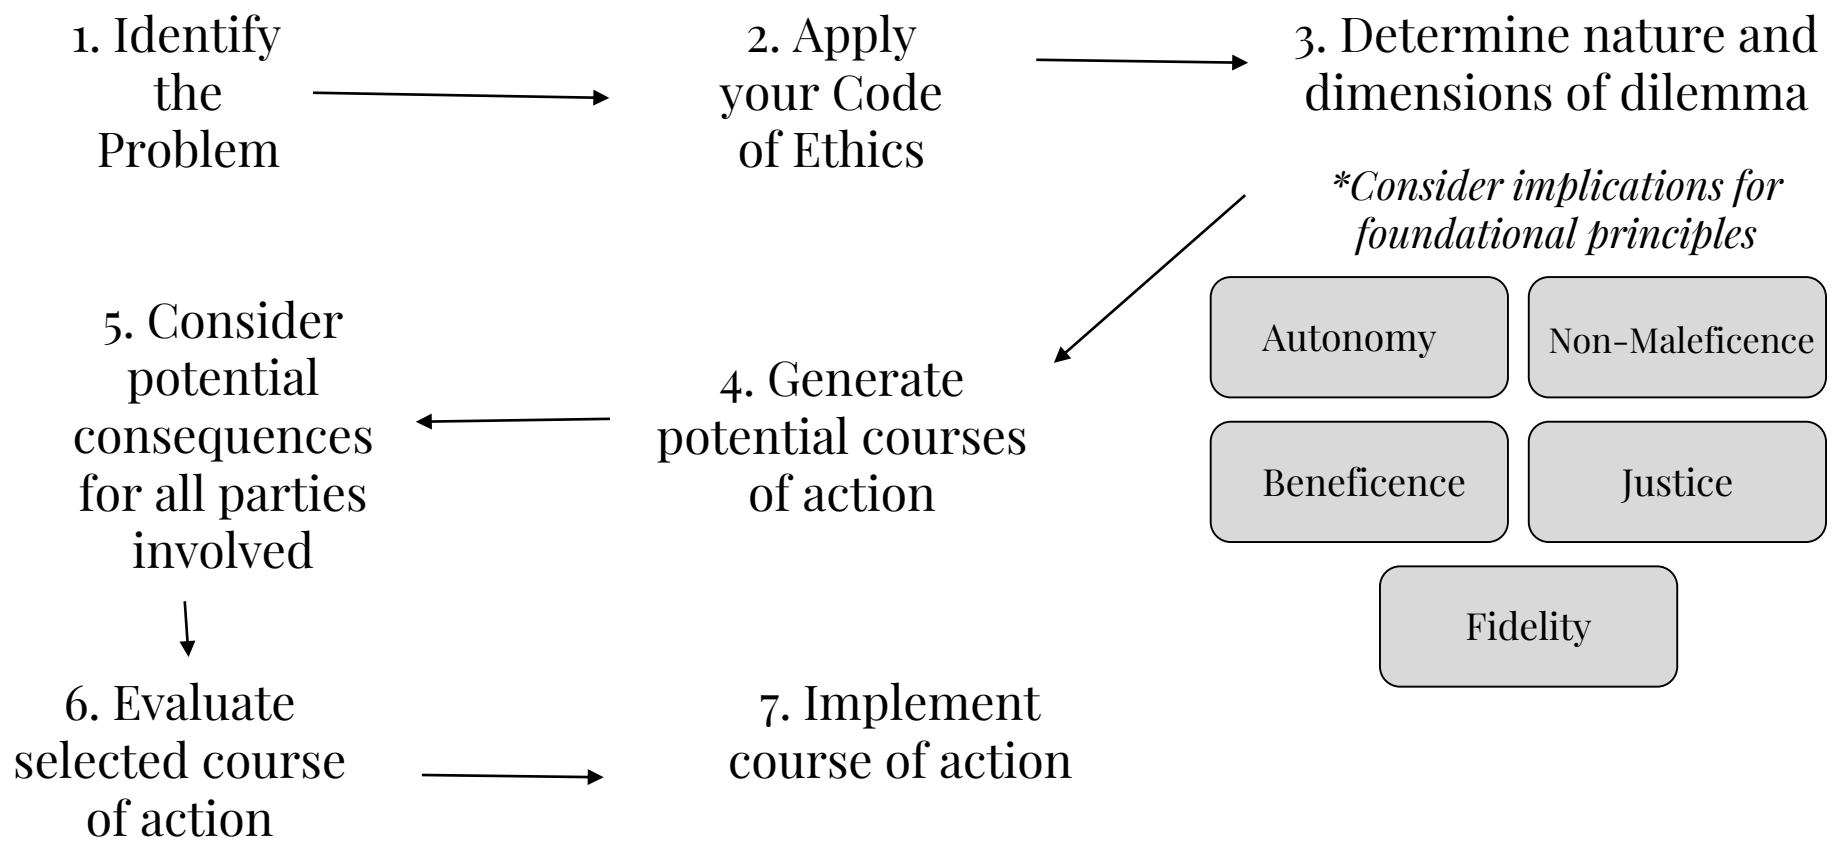 1. Identify
the
Problem
2. Apply
your Code
of Ethics
3. Determine nature and
dimensions of dilemma
*Consider implications for
foundational principles
Autonomy
Non-Maleficence
Beneficence
Justice
Fidelity
4. Generate
potential courses
of action
5. Consider
potential
consequences
for all parties
involved
6. Evaluate
selected course
of action
7. Implement
course of action